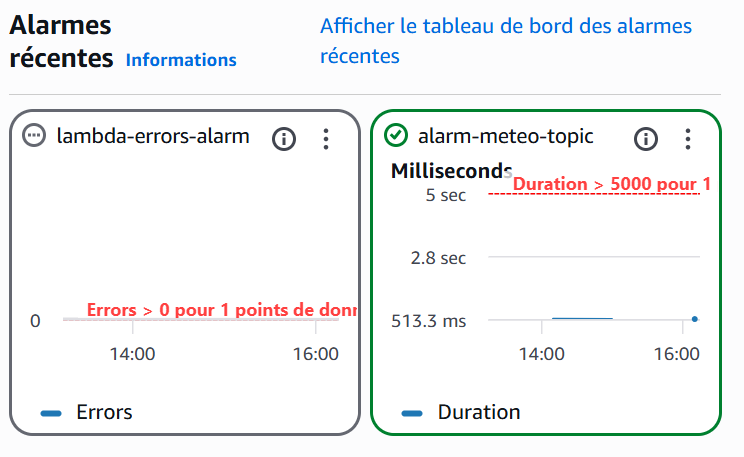 Alarmes
récentes Informations
Afficher le tableau de bord des alarmes
récentes
lambda-errors-alarm
Errors > 0 pour 1 points de donn
0
14:00 16:00
Errors
alarm-meteo-topic
Milliseconds
Duration > 5000 pour 1
5 sec
2.8 sec
513.3 ms
14:00 16:00
Duration